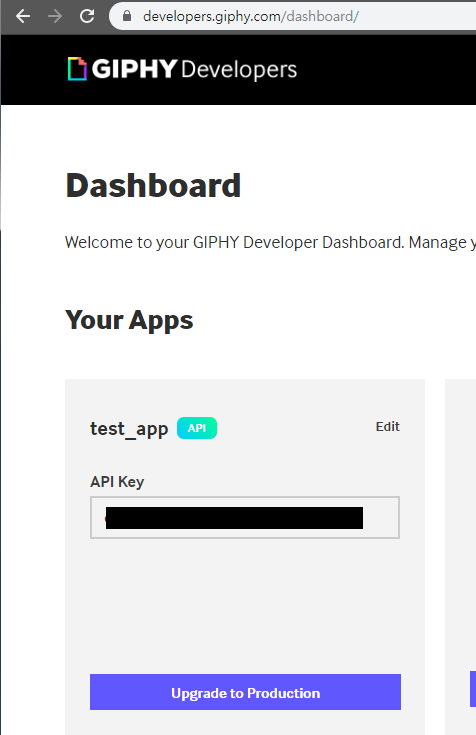 developers.giphy.com/dashboard/
GIPHY Developers
Dashboard
Welcome to your GIPHY Developer Dashboard. Manage
Your Apps
test_app API Edit
API Key
Upgrade to Production